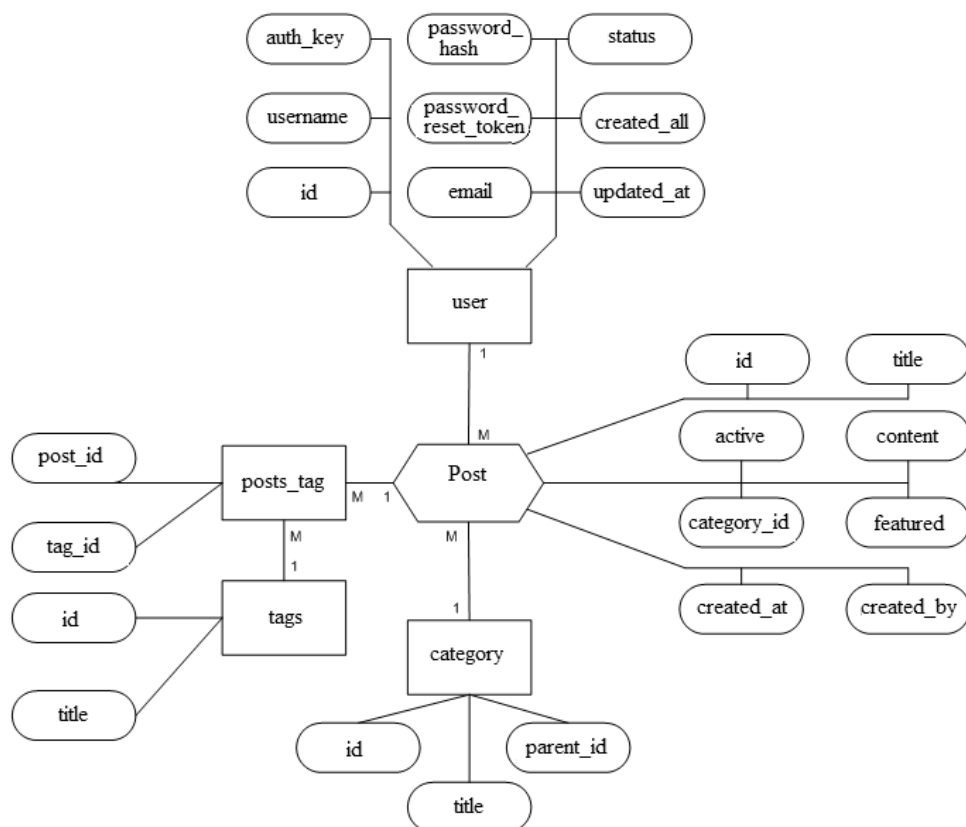 auth_key
password_
hash
status
username
password_
reset_token
created_all
id
email
updated_at
user
1
id
title
M
post_id
posts_tag
M
1
Post
active
content
tag_id
M
M
category_id
featured
1
id
tags
1
created_at
created_by
category
title
id
parent_id
title